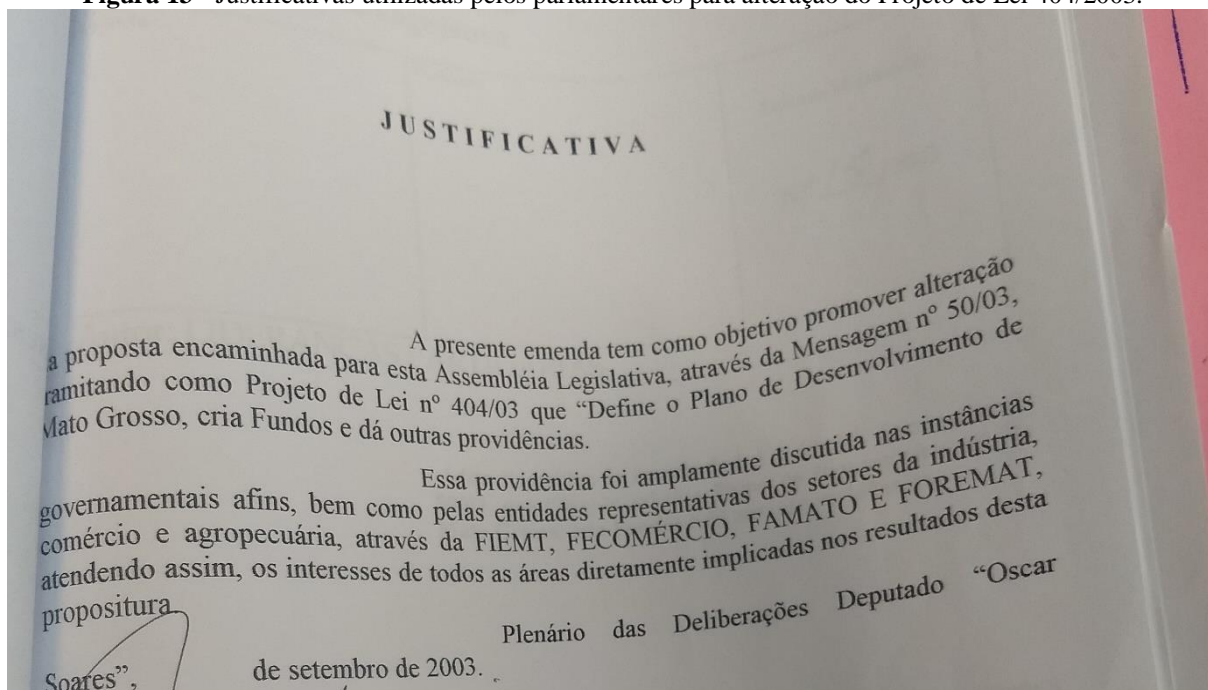 Figura 15 - Justificativas utilizadas pelos parlamentares para alteração do Projeto de Lei 404/2003.
JUSTIFICATIVA
A presente emenda tem como objetivo promover alteração
a proposta encaminhada para esta Assembléia Legislativa, através da Mensagem nº 50/03,
ramitando como Projeto de Lei nº 404/03 que “Define o Plano de Desenvolvimento de
Mato Grosso, cria Fundos e dá outras providências.
Essa providência foi amplamente discutida nas instâncias
governamentais afins, bem como pelas entidades representativas dos setores da indústria,
comércio e agropecuária, através da FIEMT, FECOMÉRCIO, FAMATO E FOREMAT,
atendendo assim, os interesses de todos as áreas diretamente implicadas nos resultados desta
propositura
Plenário das Deliberações Deputado “Oscar
Soares”, de setembro de 2003.